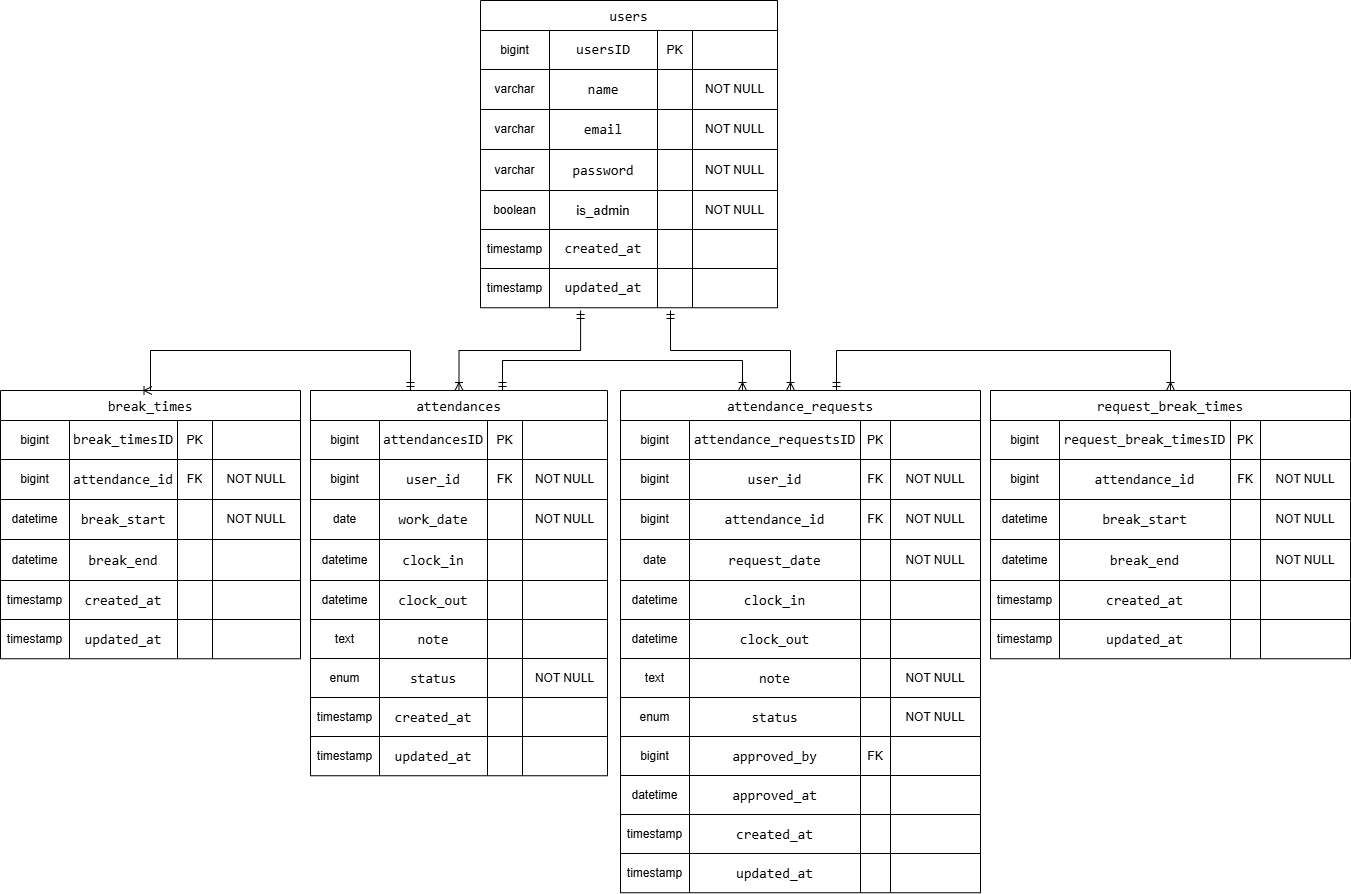 users
bigint usersID PK
varchar name NOT NULL
varchar email NOT NULL
varchar password NOT NULL
boolean is_admin NOT NULL
timestamp created_at
timestamp updated_at
break_times
bigint break_timesID PK
bigint attendance_id FK NOT NULL
datetime break_start NOT NULL
datetime break_end
timestamp created_at
timestamp updated_at
attendances
bigint attendancesID PK
bigint user_id FK NOT NULL
date work_date NOT NULL
datetime clock_in
datetime clock_out
text note
enum status NOT NULL
timestamp created_at
timestamp updated_at
attendance_requests
bigint attendance_requestsID PK
bigint user_id FK NOT NULL
bigint attendance_id FK NOT NULL
date request_date NOT NULL
datetime clock_in
datetime clock_out
text note NOT NULL
enum status NOT NULL
bigint approved_by FK
datetime approved_at
timestamp created_at
timestamp updated_at
request_break_times
bigint request_break_timesID PK
bigint attendance_id FK NOT NULL
datetime break_start NOT NULL
datetime break_end NOT NULL
timestamp created_at
timestamp updated_at